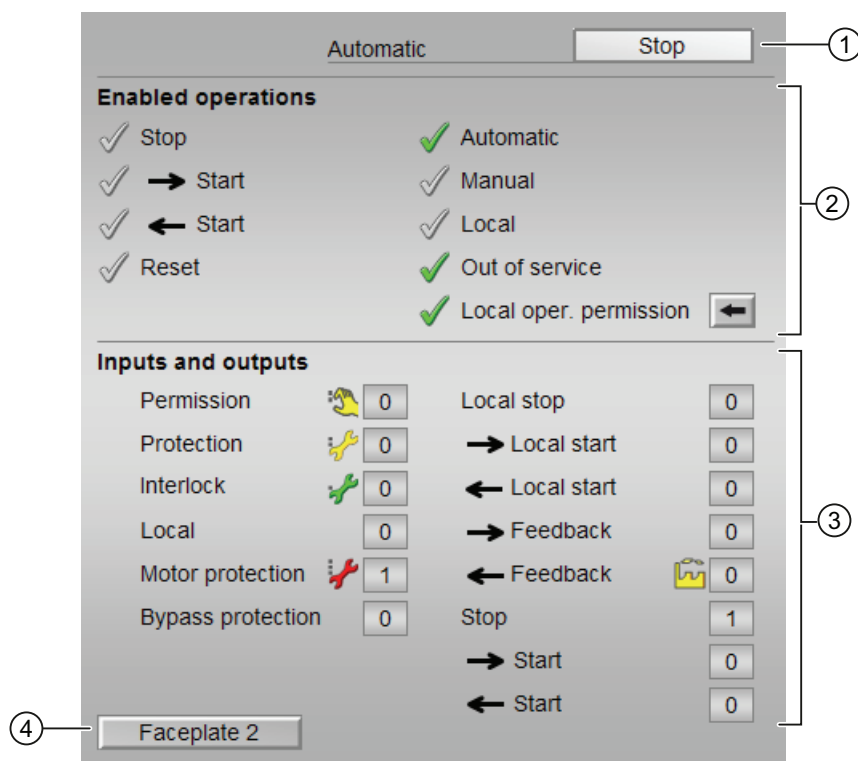 Automatic Stop 1
Enabled operations
Stop Automatic
Start Manual
Start Local
Reset Out of service
Local oper. permission
2
Inputs and outputs
Permission 0 Local stop 0
Protection 0 Local start 0
Interlock 0 Local start 0
Local 0 Feedback 0
Motor protection 1 Feedback 0
Bypass protection 0 Stop 1
Start 0
Start 0
3
4 Faceplate 2